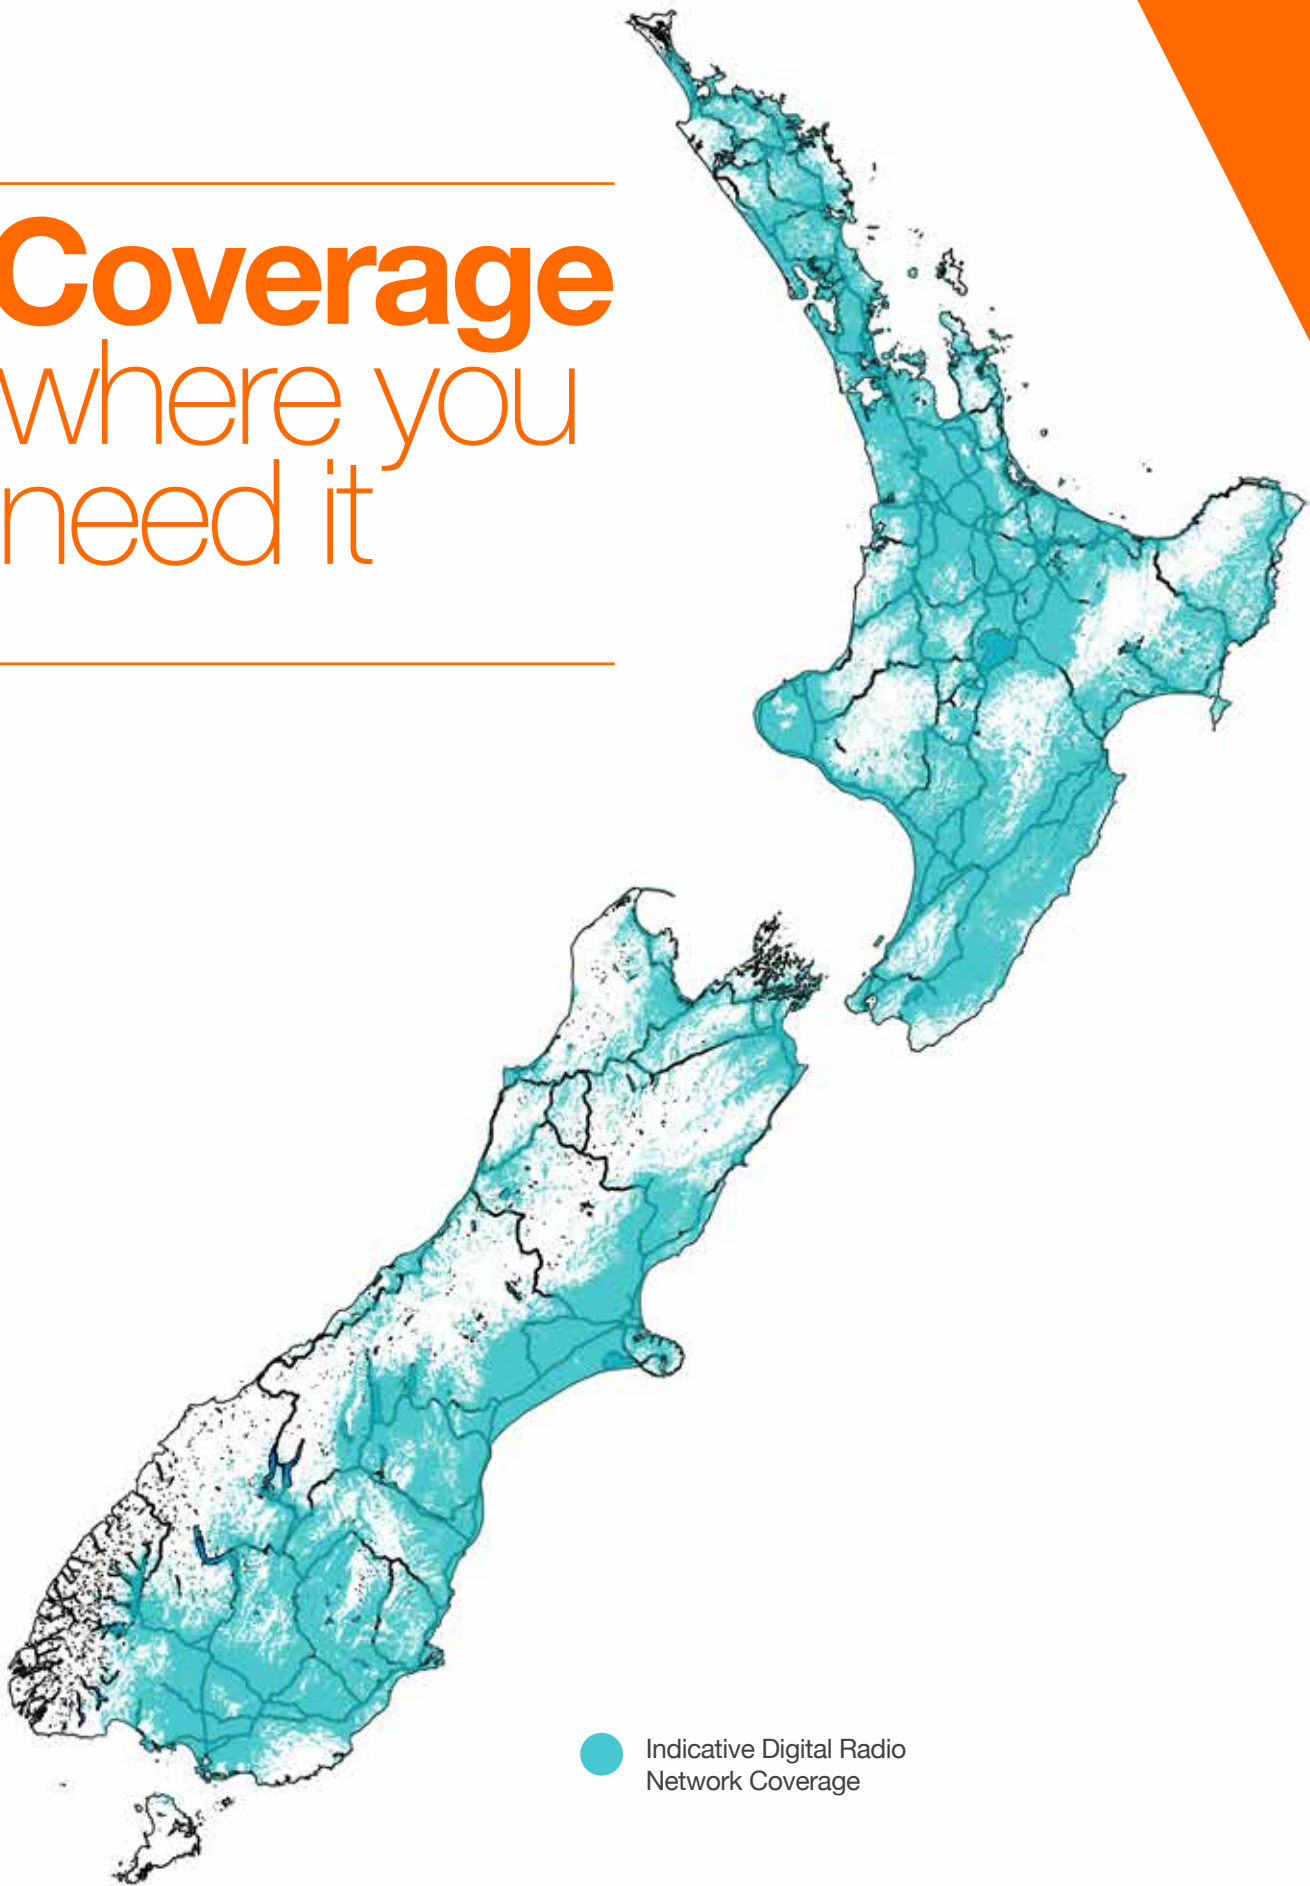 Coverage
where you
need it
Indicative Digital Radio
Network Coverage